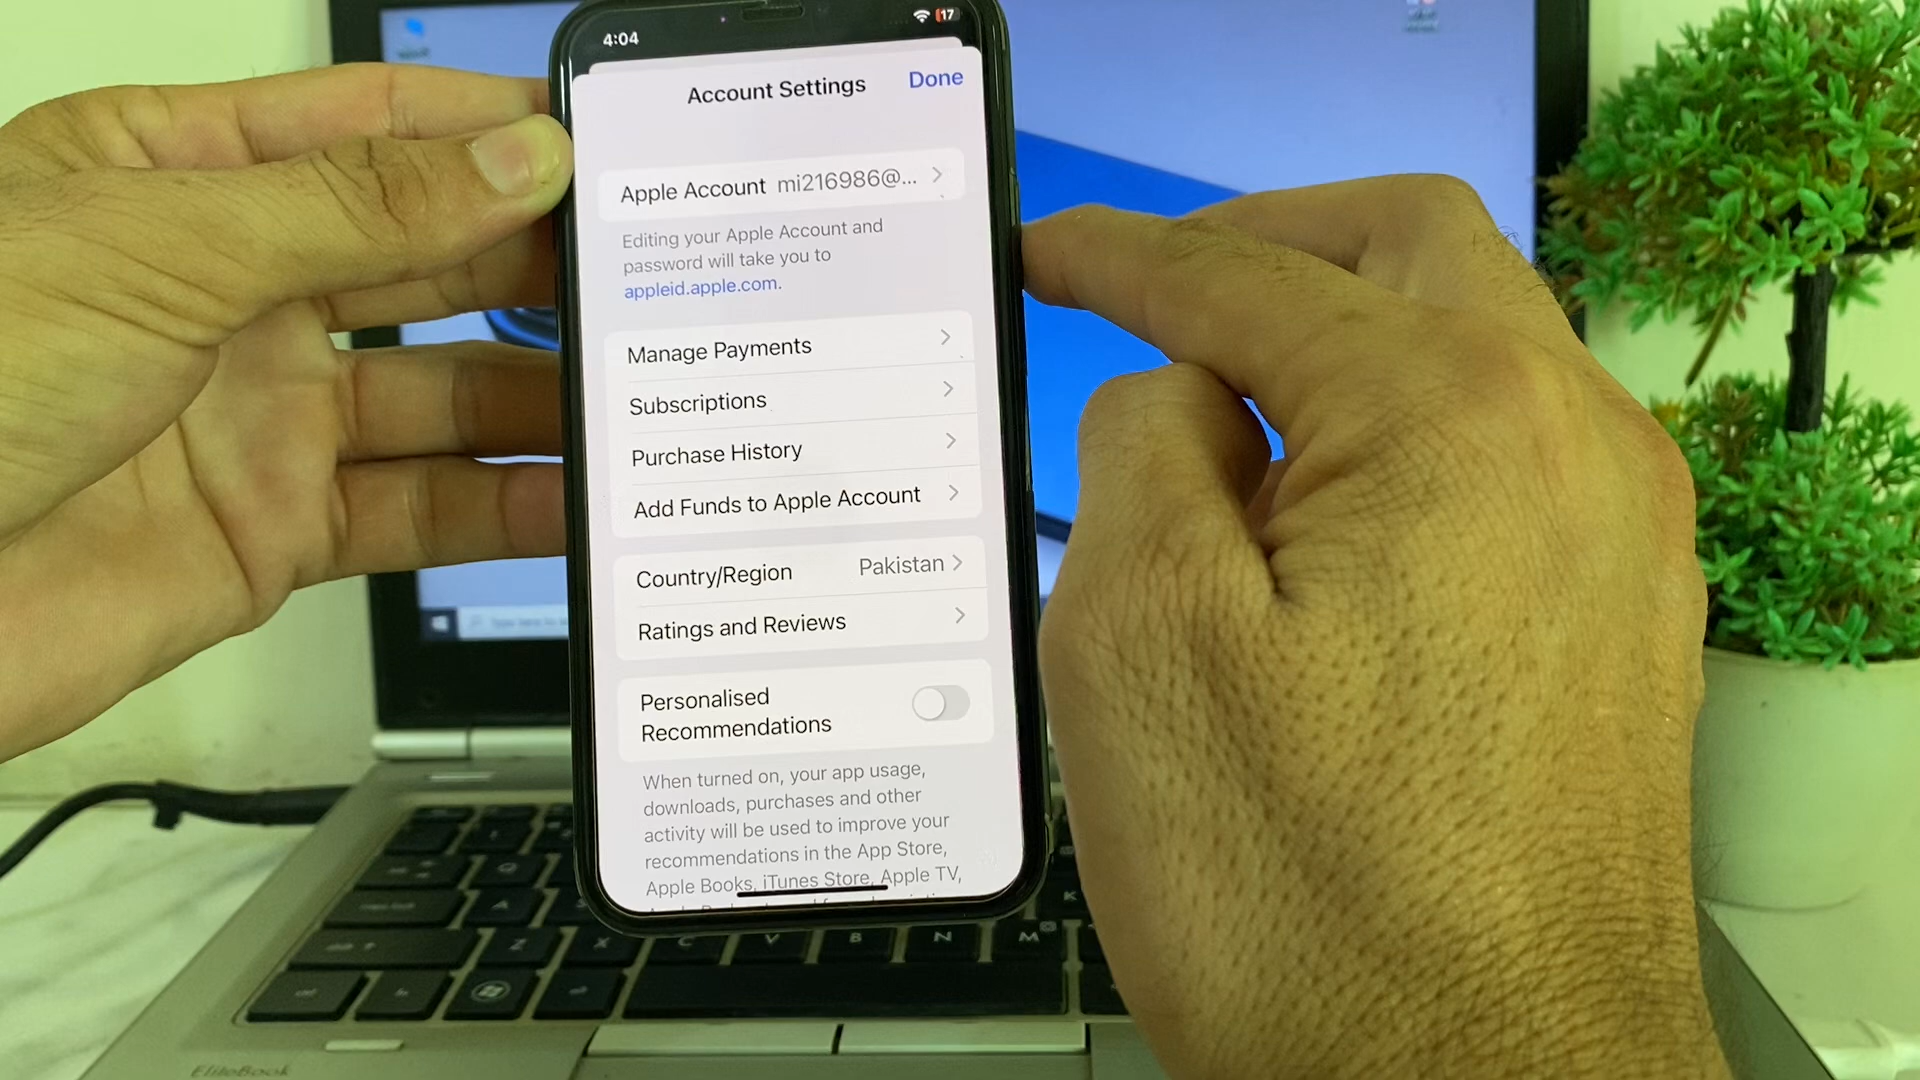 4:04
17
Account Settings
Done
Apple Account mi216986@...
Editing your Apple Account and
password will take you to
appleid.apple.com.
Manage Payments
Subscriptions
Purchase History
Add Funds to Apple Account
Country/Region Pakistan
Ratings and Reviews
Personalised
Recommendations
When turned on, your app usage,
downloads, purchases and other
activity will be used to improve your
recommendations in the App Store,
Apple Books, iTunes Store, Apple TV,
A
K
Z X C V B N M
EliteBook